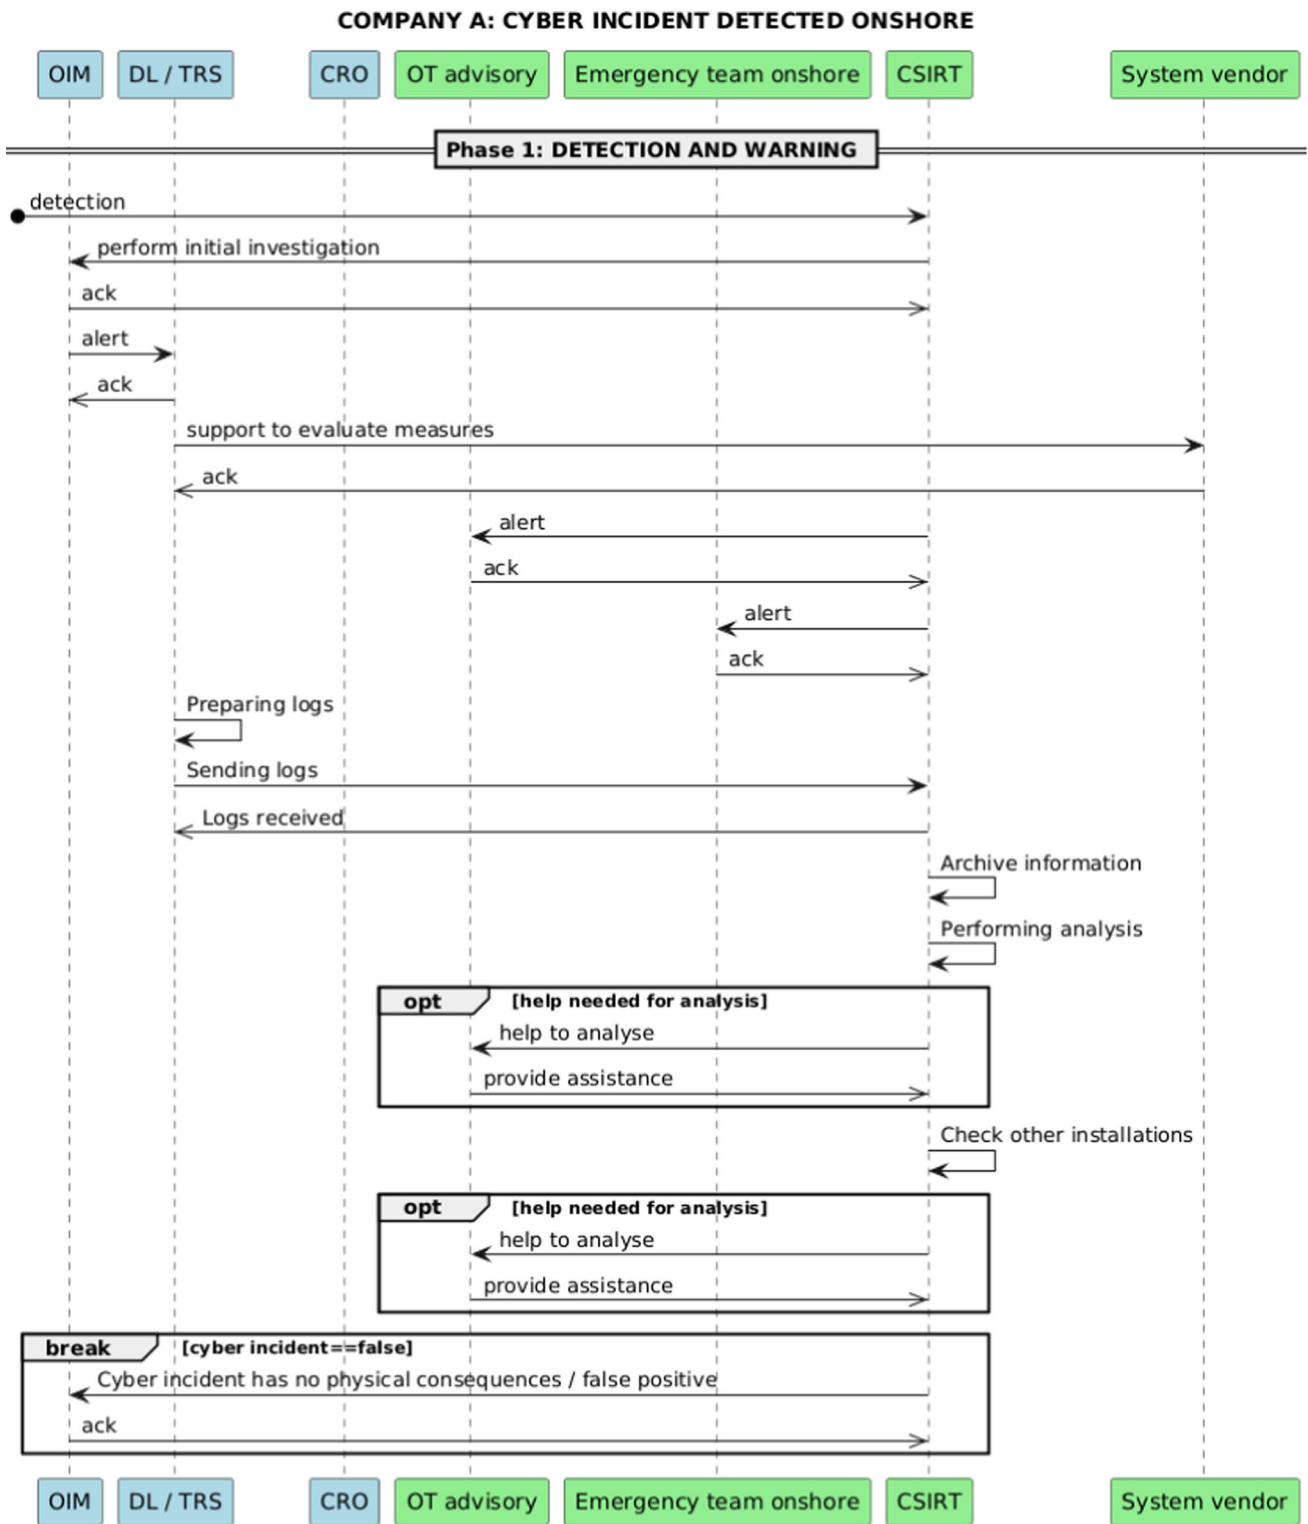 COMPANY A: CYBER INCIDENT DETECTED ONSHORE
OIM DL / TRS CRO OT advisory Emergency team onshore CSIRT System vendor
Phase 1: DETECTION AND WARNING
detection
perform initial investigation
ack
alert
ack
support to evaluate measures
ack
alert
ack
alert
ack
Preparing logs
Sending logs
Logs received
Archive information
Performing analysis
opt [help needed for analysis]
help to analyse
provide assistance
Check other installations
opt [help needed for analysis]
help to analyse
provide assistance
break [cyber incident==false]
Cyber incident has no physical consequences / false positive
ack
OIM DL / TRS CRO OT advisory Emergency team onshore CSIRT System vendor